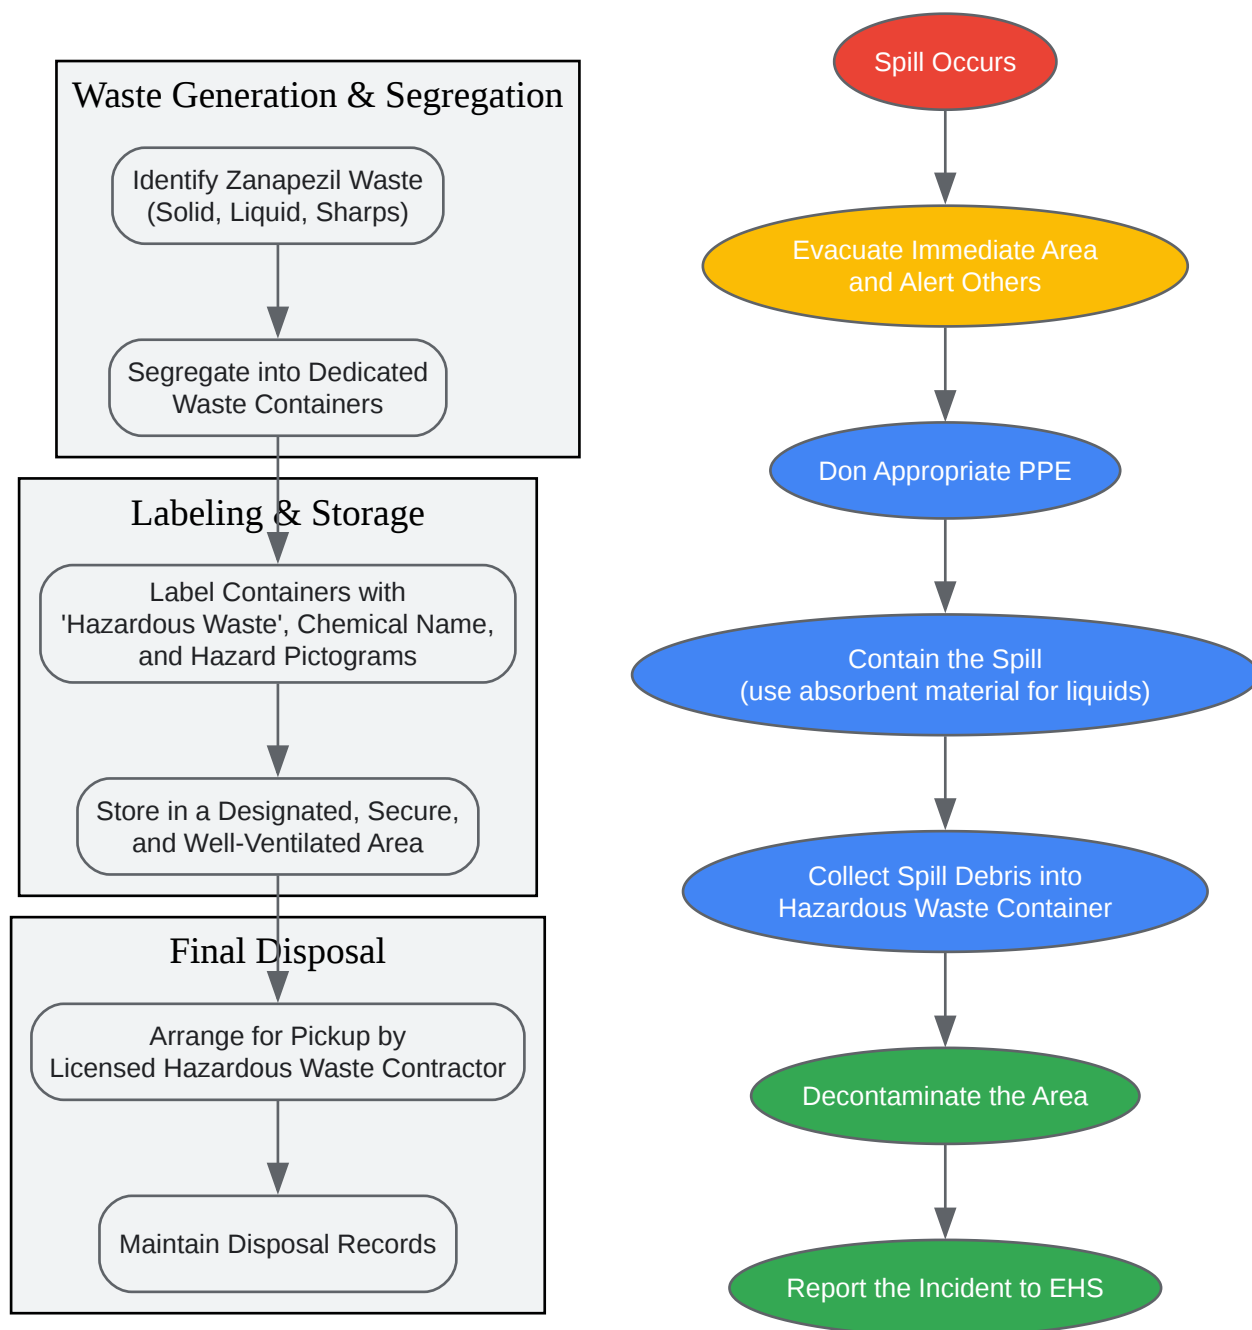 Waste Generation & Segregation
Identify Zanapezil Waste
(Solid, Liquid, Sharps)
Segregate into Dedicated
Waste Containers
Labeling & Storage
Label Containers with
'Hazardous Waste', Chemical Name,
and Hazard Pictograms
Store in a Designated, Secure,
and Well-Ventilated Area
Final Disposal
Arrange for Pickup by
Licensed Hazardous Waste Contractor
Maintain Disposal Records
Spill Occurs
Evacuate Immediate Area
and Alert Others
Don Appropriate PPE
Contain the Spill
(use absorbent material for liquids)
Collect Spill Debris into
Hazardous Waste Container
Decontaminate the Area
Report the Incident to EHS